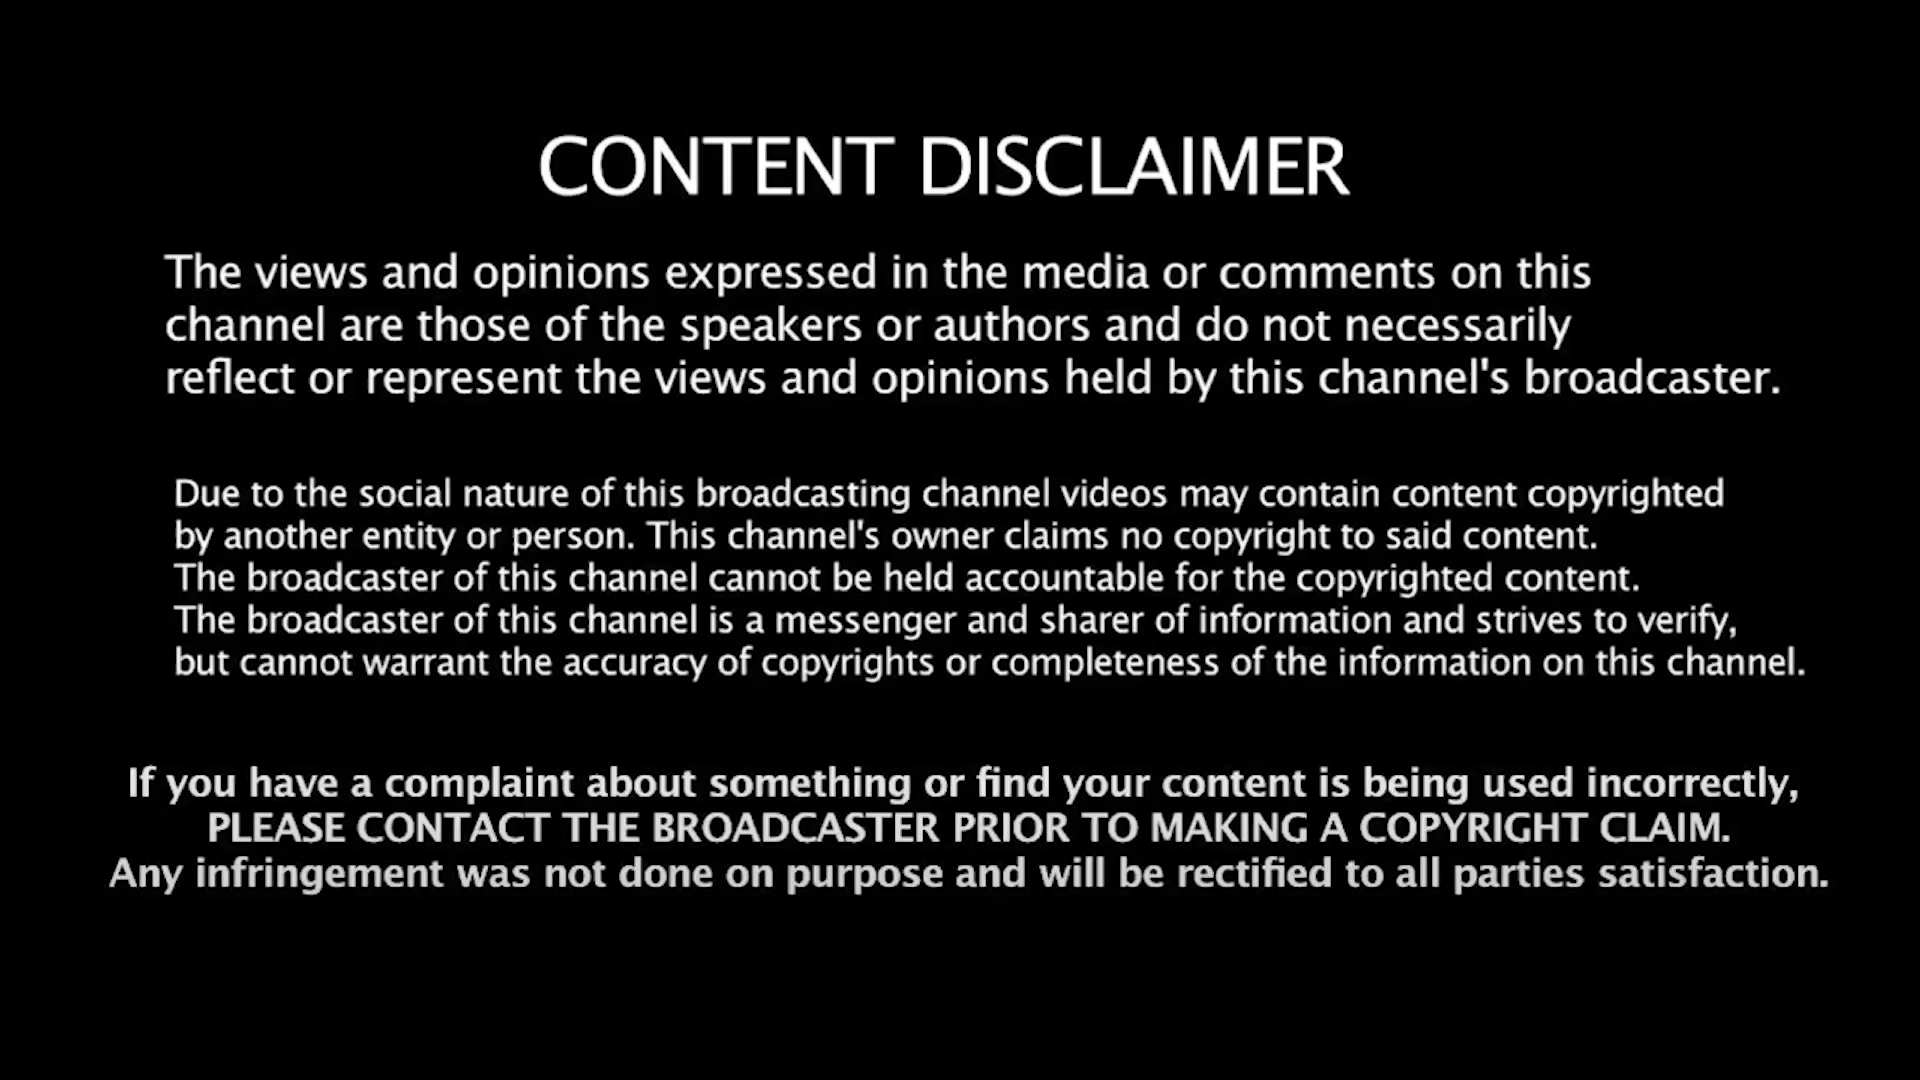 CONTENT DISCLAIMER
The views and opinions expressed in the media or comments on this
channel are those of the speakers or authors and do not necessarily
reflect or represent the views and opinions held by this channel's broadcaster.
Due to the social nature of this broadcasting channel videos may contain content copyrighted
by another entity or person. This channel's owner claims no copyright to said content.
The broadcaster of this channel cannot be held accountable for the copyrighted content.
The broadcaster of this channel is a messenger and sharer of information and strives to verify,
but cannot warrant the accuracy of copyrights or completeness of the information on this channel.
If you have a complaint about something or find your content is being used incorrectly,
PLEASE CONTACT THE BROADCASTER PRIOR TO MAKING A COPYRIGHT CLAIM.
Any infringement was not done on purpose and will be rectified to all parties satisfaction.